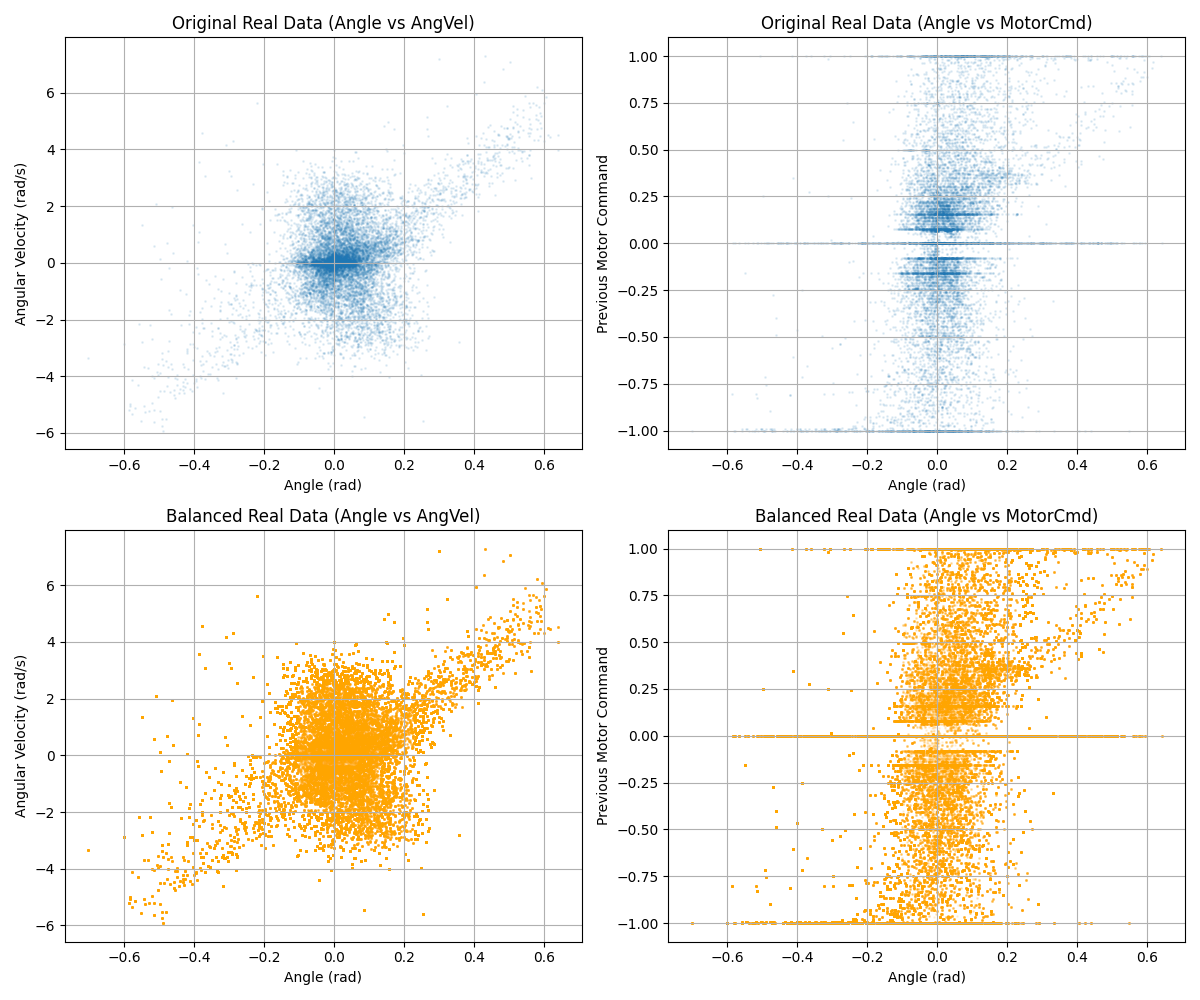 Original Real Data (Angle vs AngVel)
Angular Velocity (rad/s)
6
4
2
0
−2
−4
−6
−0.6 −0.4 −0.2 0.0 0.2 0.4 0.6
Angle (rad)
Original Real Data (Angle vs MotorCmd)
Previous Motor Command
1.00
0.75
0.50
0.25
0.00
−0.25
−0.50
−0.75
−1.00
−0.6 −0.4 −0.2 0.0 0.2 0.4 0.6
Angle (rad)
Balanced Real Data (Angle vs AngVel)
Angular Velocity (rad/s)
6
4
2
0
−2
−4
−6
−0.6 −0.4 −0.2 0.0 0.2 0.4 0.6
Angle (rad)
Balanced Real Data (Angle vs MotorCmd)
Previous Motor Command
1.00
0.75
0.50
0.25
0.00
−0.25
−0.50
−0.75
−1.00
−0.6 −0.4 −0.2 0.0 0.2 0.4 0.6
Angle (rad)